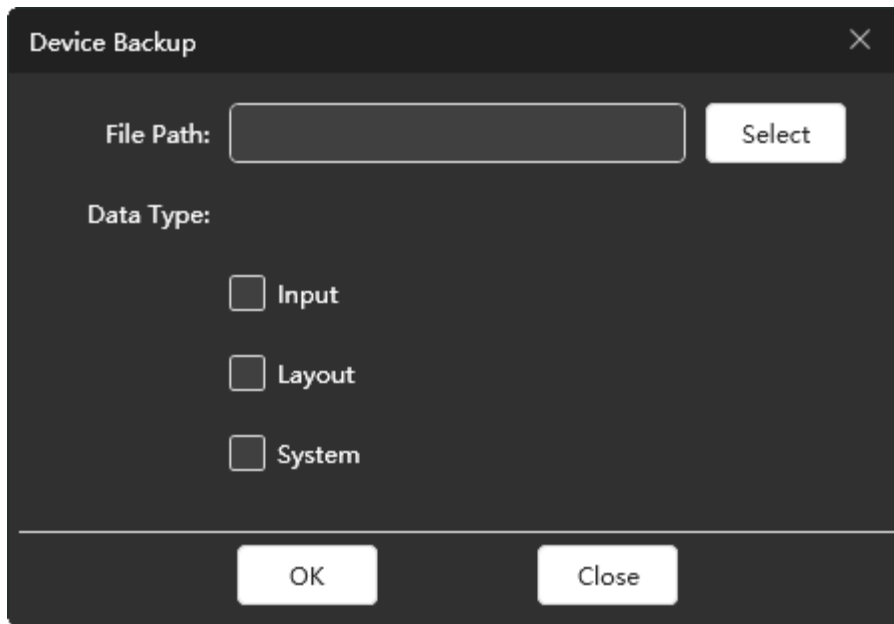 Device Backup
File Path: Select
Data Type:
Input
Layout
System
OK Close